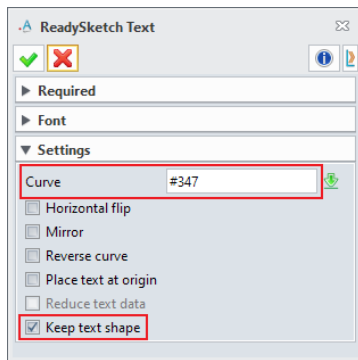 ReadySketch Text
Required
Font
Settings
Curve #347
Horizontal flip
Mirror
Reverse curve
Place text at origin
Reduce text data
Keep text shape